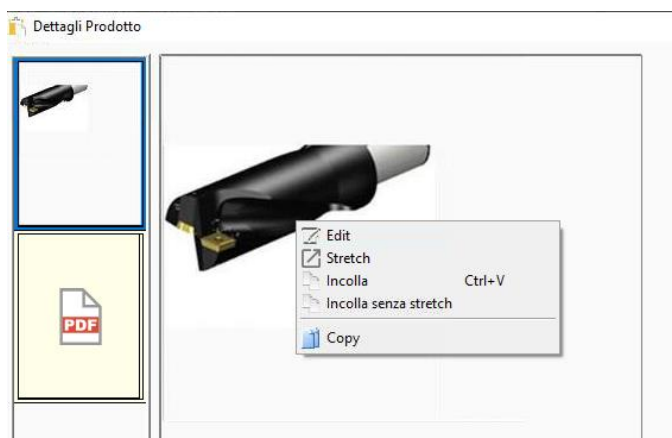 Dettagli Prodotto
Edit
Stretch
Incolla Ctrl+V
Incolla senza stretch
Copy
PDF